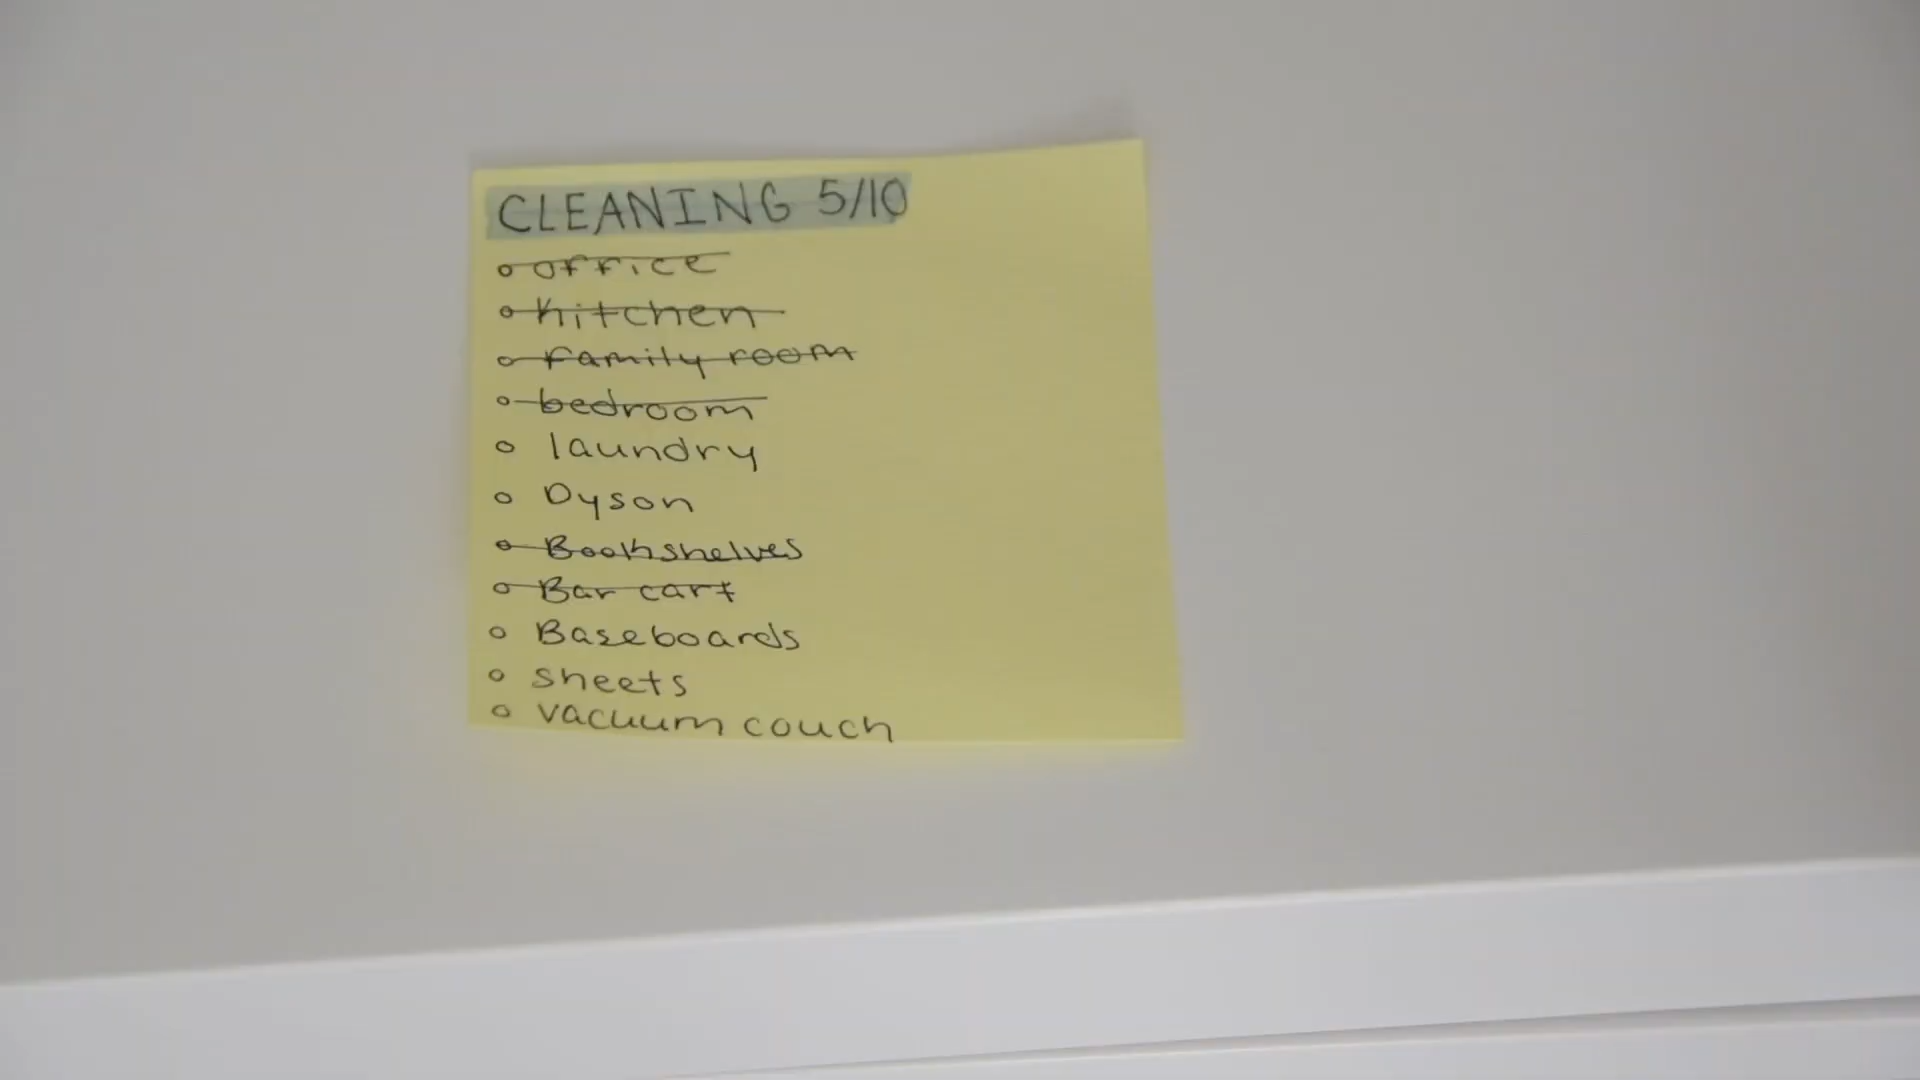 CLEANING 5/10
office
kitchen
family room
bedroom
laundry
Dyson
Bookshelves
Bar cart
Baseboards
sheets
vacuum couch